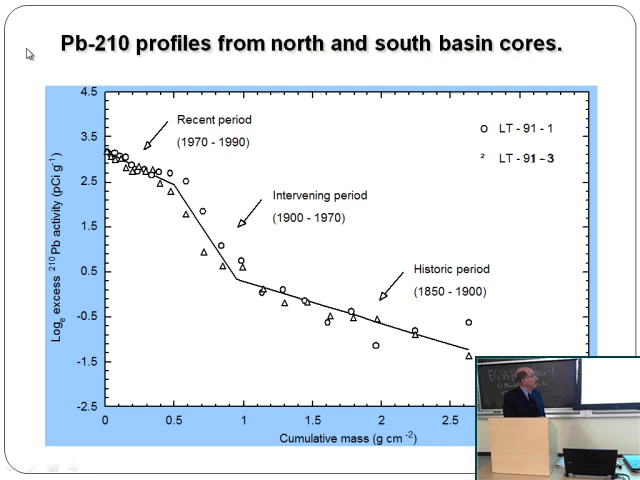 Pb-210 profiles from north and south basin cores.
4.5
3.5
2.5
1.5
0.5
-0.5
-1.5
-2.5
Logₑ excess ²¹⁰Pb activity (pCi g⁻¹)
Recent period
(1970 - 1990)
Intervening period
(1900 - 1970)
Historic period
(1850 - 1900)
LT - 91 - 1
² LT - 91 - 3
0 0.5 1 1.5 2 2.5
Cumulative mass (g cm⁻²)